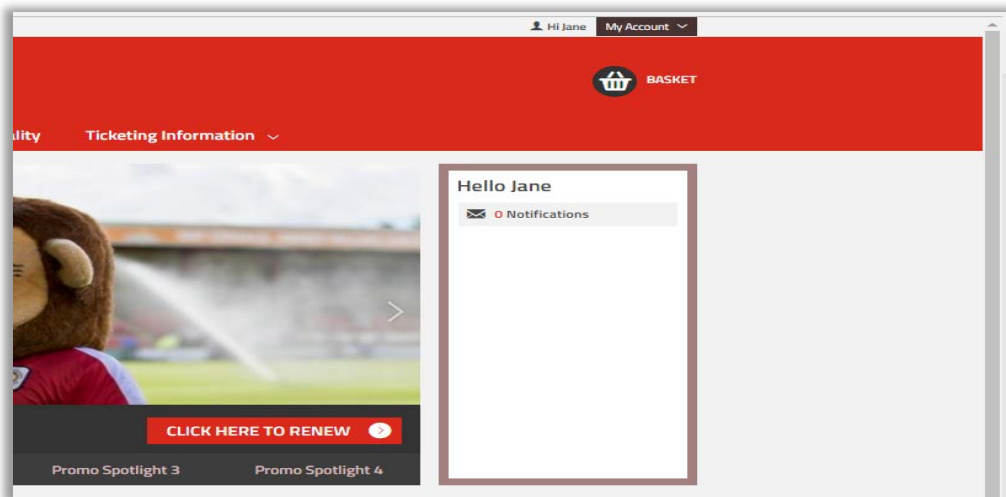 Hi Jane My Account
BASKET
lity Ticketing Information
Hello Jane
0 Notifications
CLICK HERE TO RENEW
Promo Spotlight 3 Promo Spotlight 4